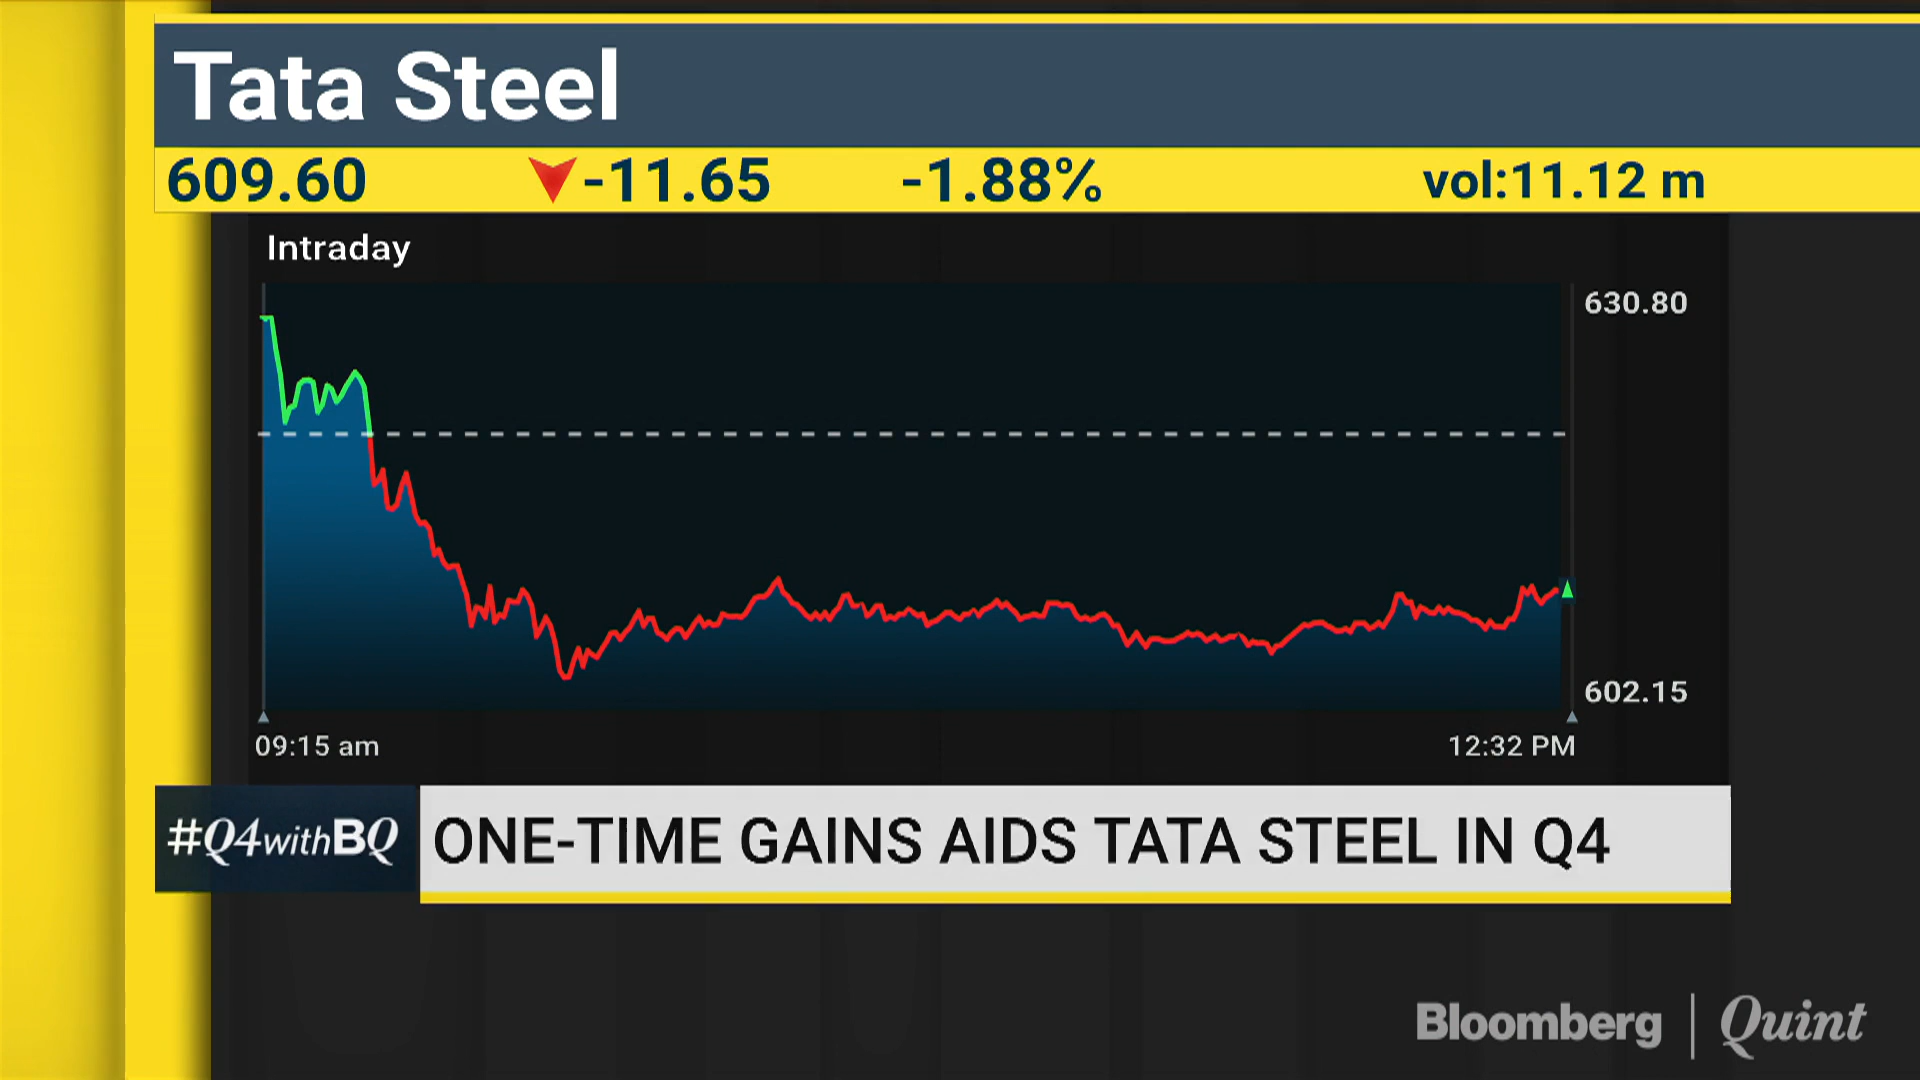 Tata Steel
609.60 -11.65 -1.88% vol:11.12 m
Intraday
630.80
602.15
09:15 am 12:32 PM
#Q4withBQ ONE-TIME GAINS AIDS TATA STEEL IN Q4
Bloomberg | Quint